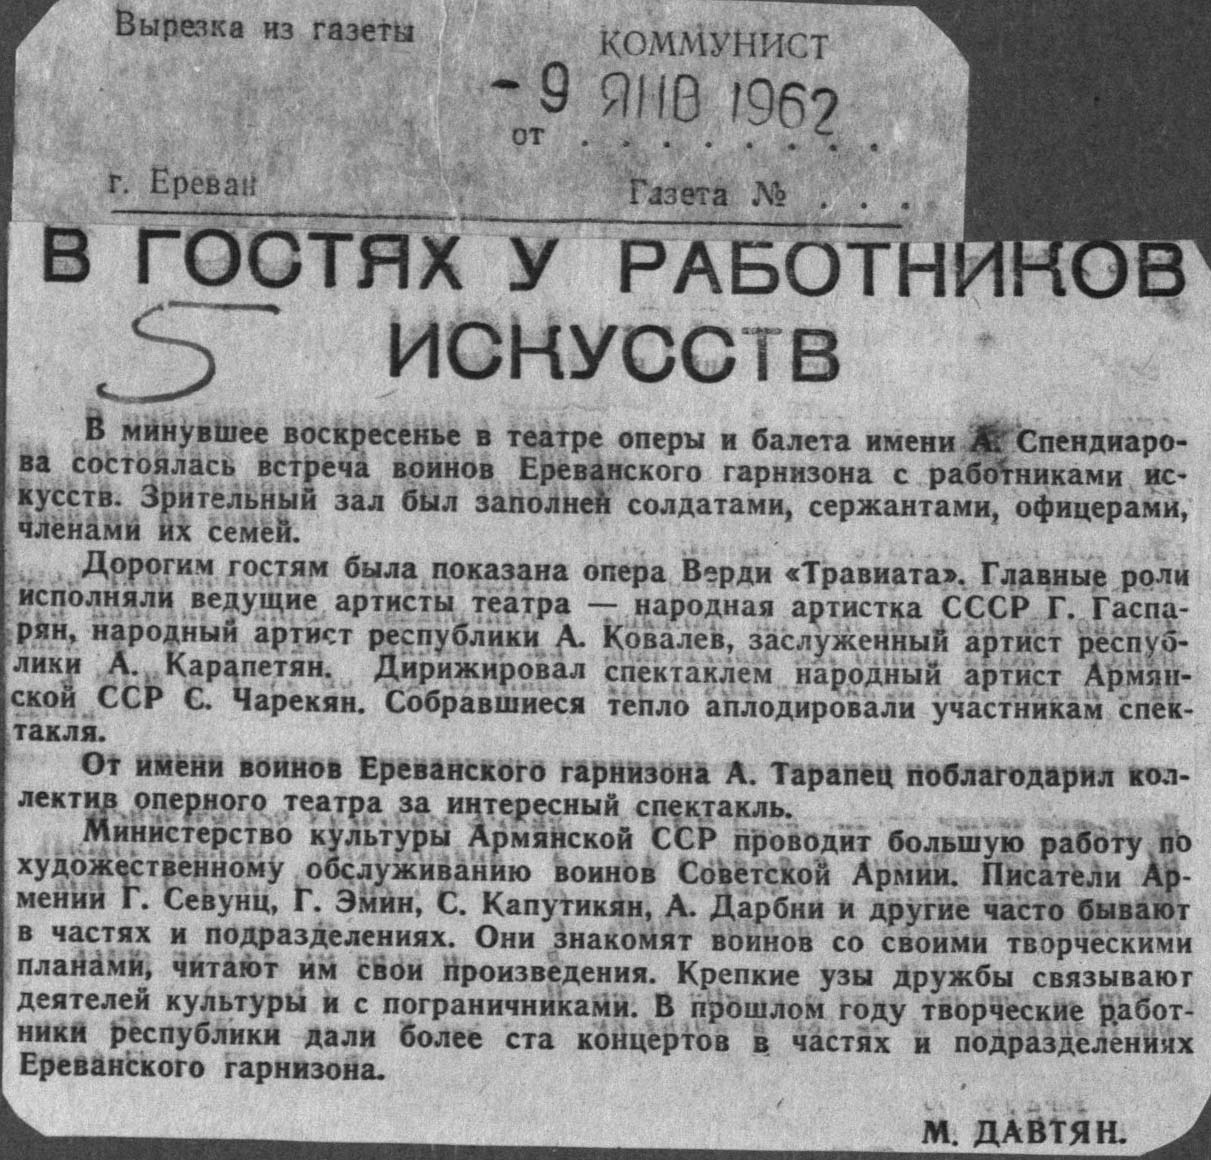 Вырезка из газеты
КОММУНИСТ
-9 ЯНВ 1962
от . . . . . . . .
г. Ереван
Газета № . . .
В ГОСТЯХ У РАБОТНИКОВ
ИСКУССТВ
5
В минувшее воскресенье в театре оперы и балета имени А. Спендиаро-
ва состоялась встреча воинов Ереванского гарнизона с работниками ис-
кусств. Зрительный зал был заполнен солдатами, сержантами, офицерами,
членами их семей.
Дорогим гостям была показана опера Верди «Травиата». Главные роли
исполняли ведущие артисты театра — народная артистка СССР Г. Гаспа-
рян, народный артист республики А. Ковалев, заслуженный артист респуб-
лики А. Карапетян. Дирижировал спектаклем народный артист Армян-
ской ССР С. Чарекян. Собравшиеся тепло аплодировали участникам спек-
такля.
От имени воинов Ереванского гарнизона А. Тарапец поблагодарил кол-
лектив оперного театра за интересный спектакль.
Министерство культуры Армянской ССР проводит большую работу по
художественному обслуживанию воинов Советской Армии. Писатели Ар-
мении Г. Севунц, Г. Эмин, С. Капутикян, А. Дарбни и другие часто бывают
в частях и подразделениях. Они знакомят воинов со своими творческими
планами, читают им свои произведения. Крепкие узы дружбы связывают
деятелей культуры и с пограничниками. В прошлом году творческие работ-
ники республики дали более ста концертов в частях и подразделениях
Ереванского гарнизона.
М. ДАВТЯН.